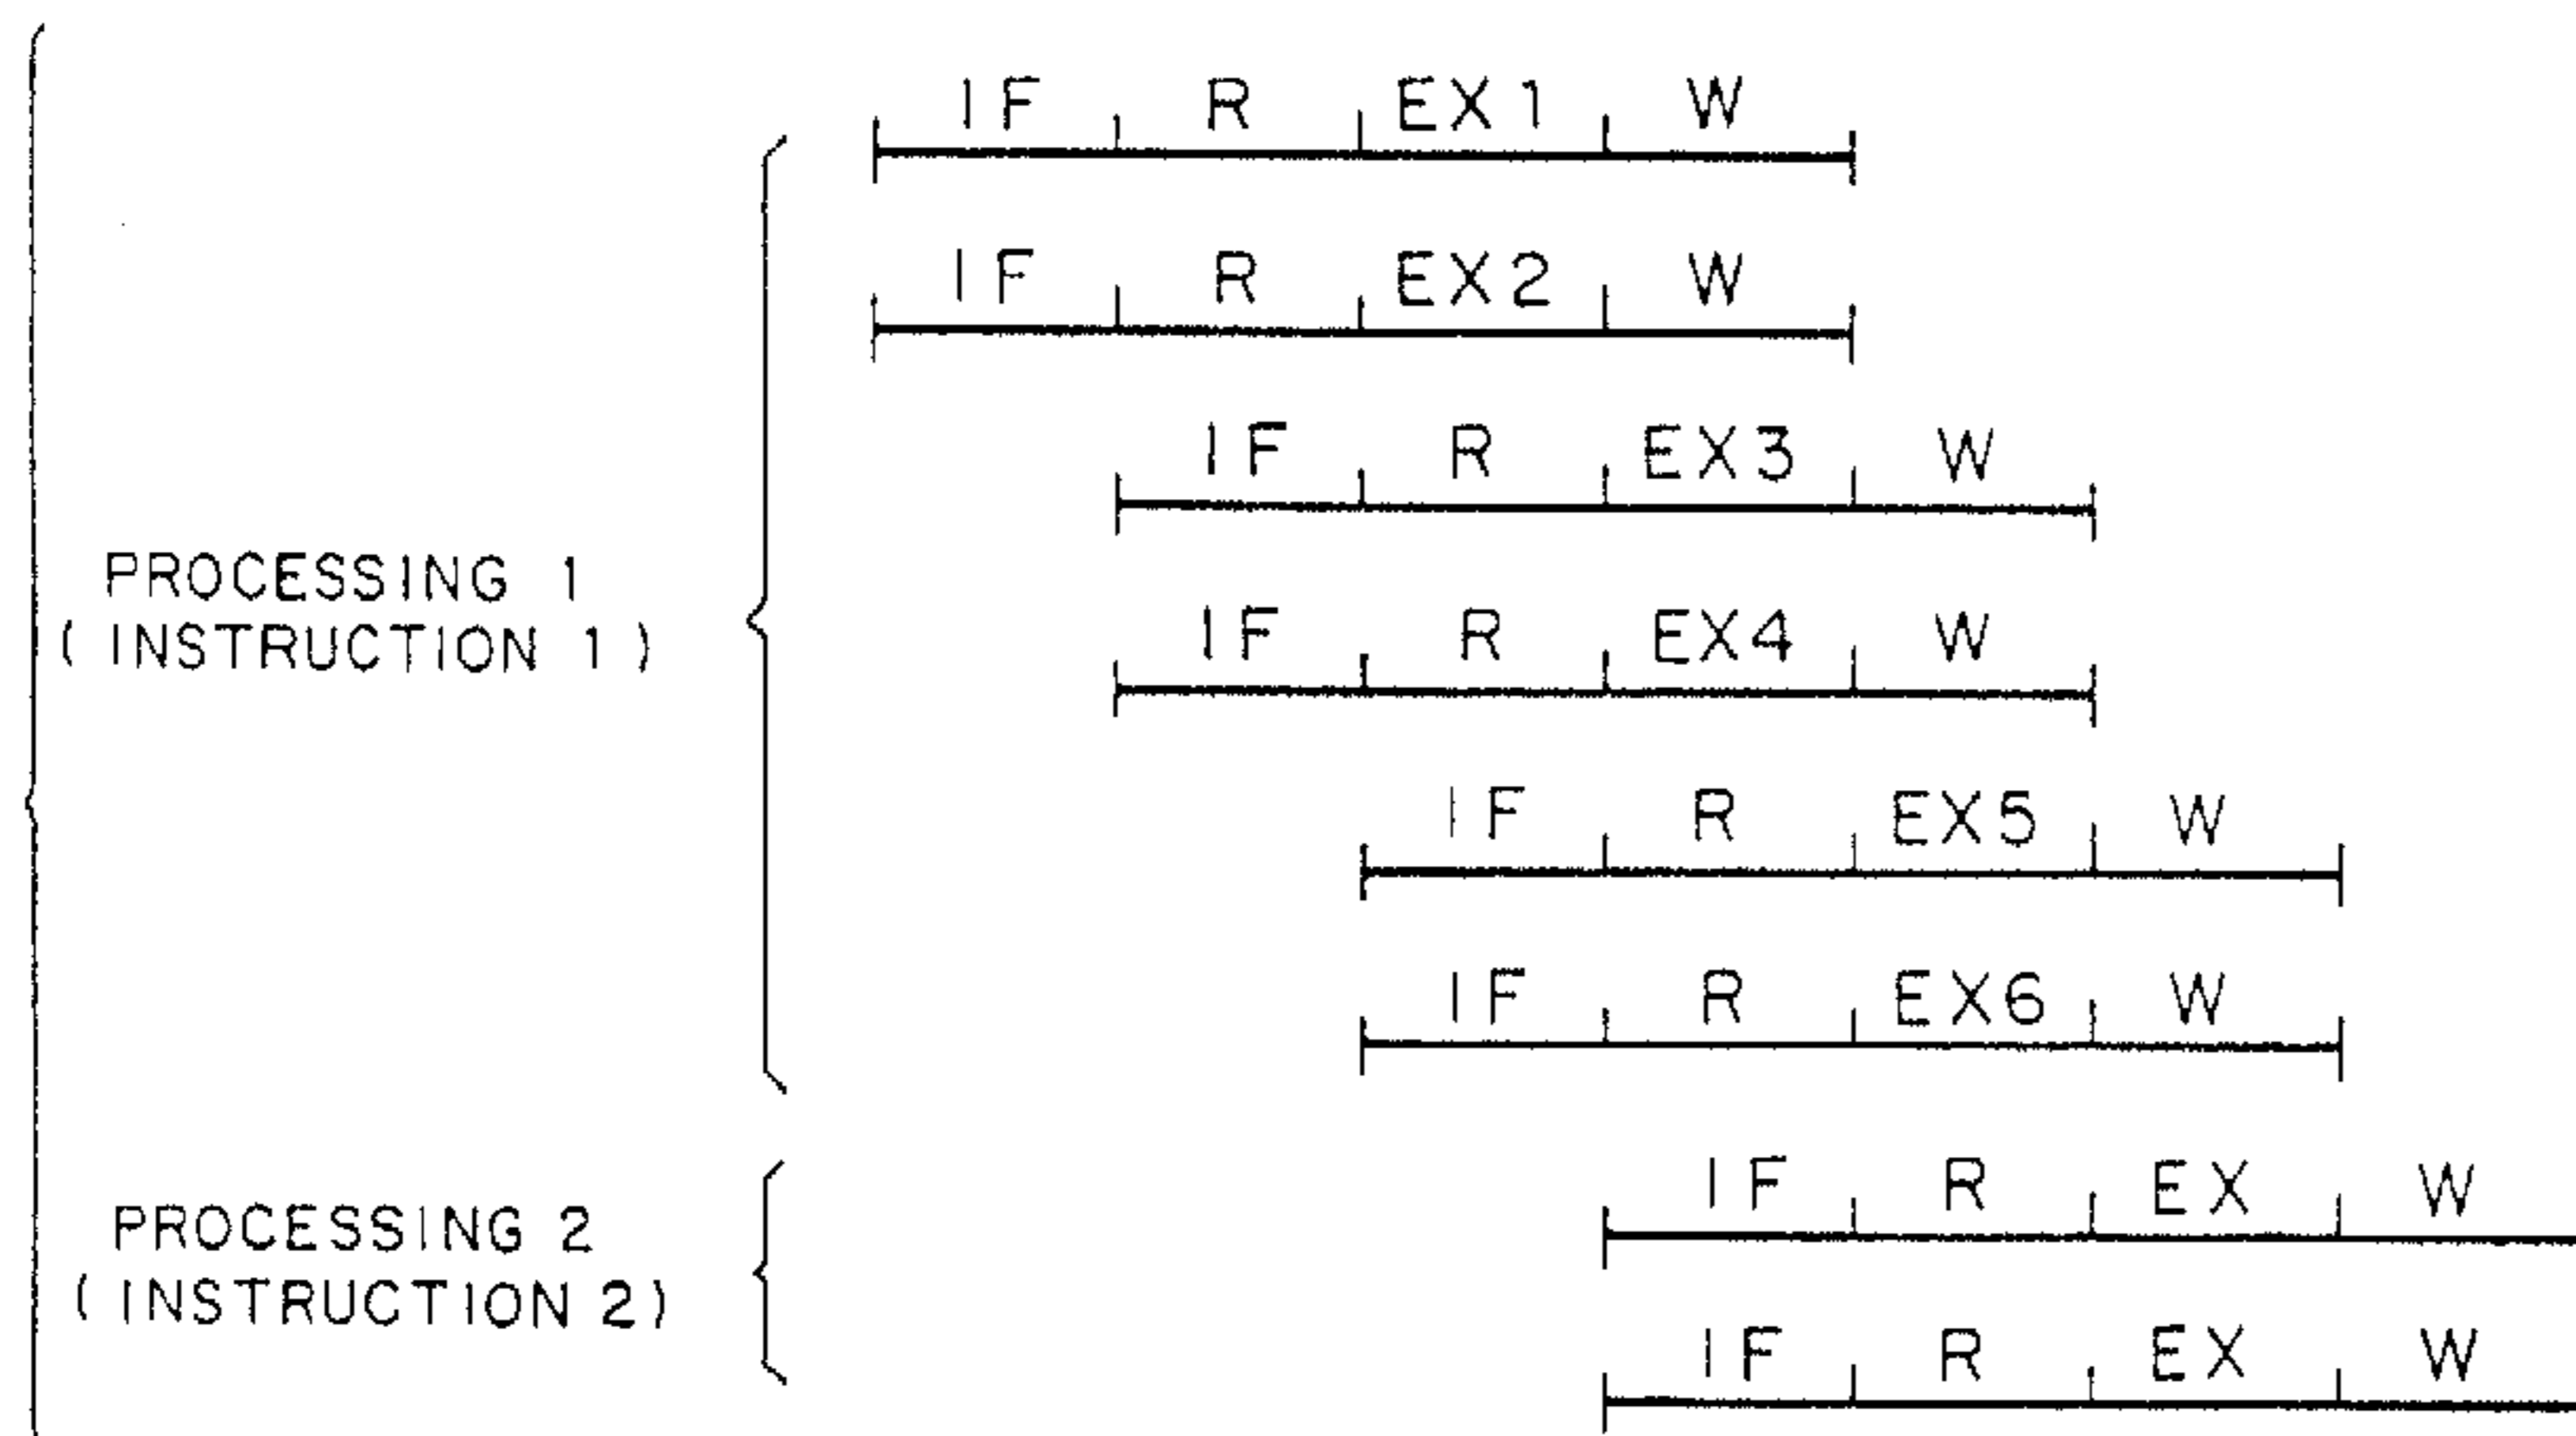 IF R EX1 W
IF R EX2 W
IF R EX3 W
IF R EX4 W
PROCESSING 1
(INSTRUCTION 1)
IF R EX5 W
IF R EX6 W
IF R EX W
PROCESSING 2
(INSTRUCTION 2)
IF R EX W